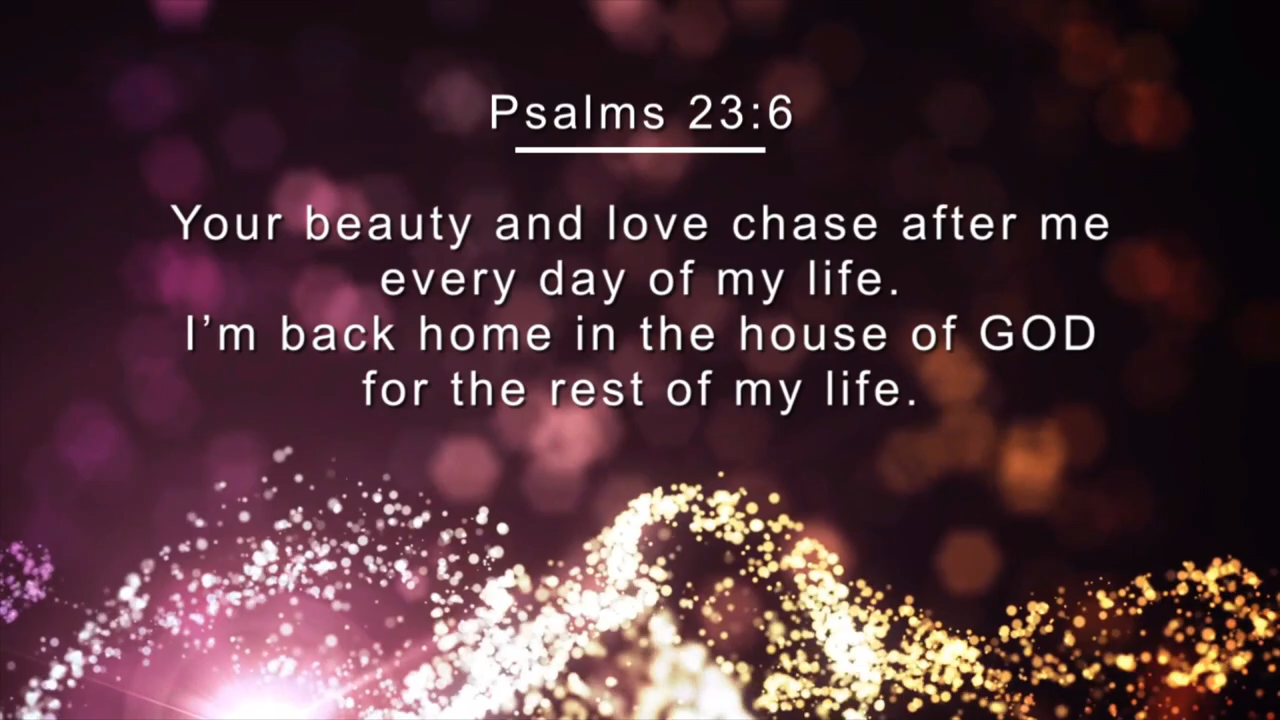 Psalms 23:6
Your beauty and love chase after me
every day of my life.
I’m back home in the house of GOD
for the rest of my life.